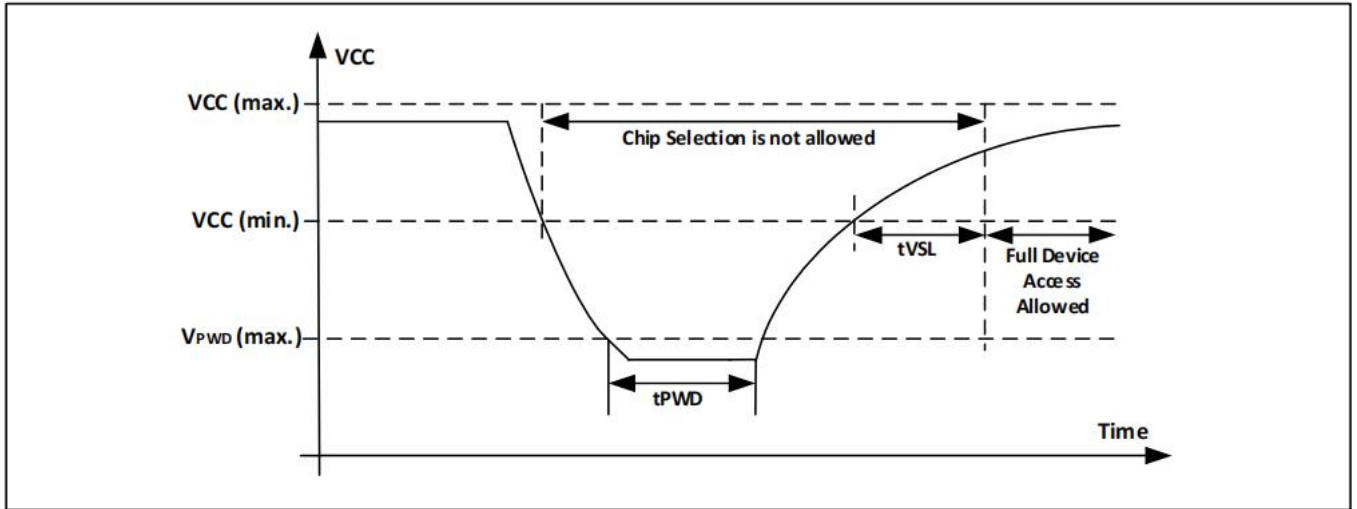 VCC
VCC (max.)
Chip Selection is not allowed
VCC (min.)
tVSL
Full Device
Access
Allowed
VPWD (max.)
tPWD
Time